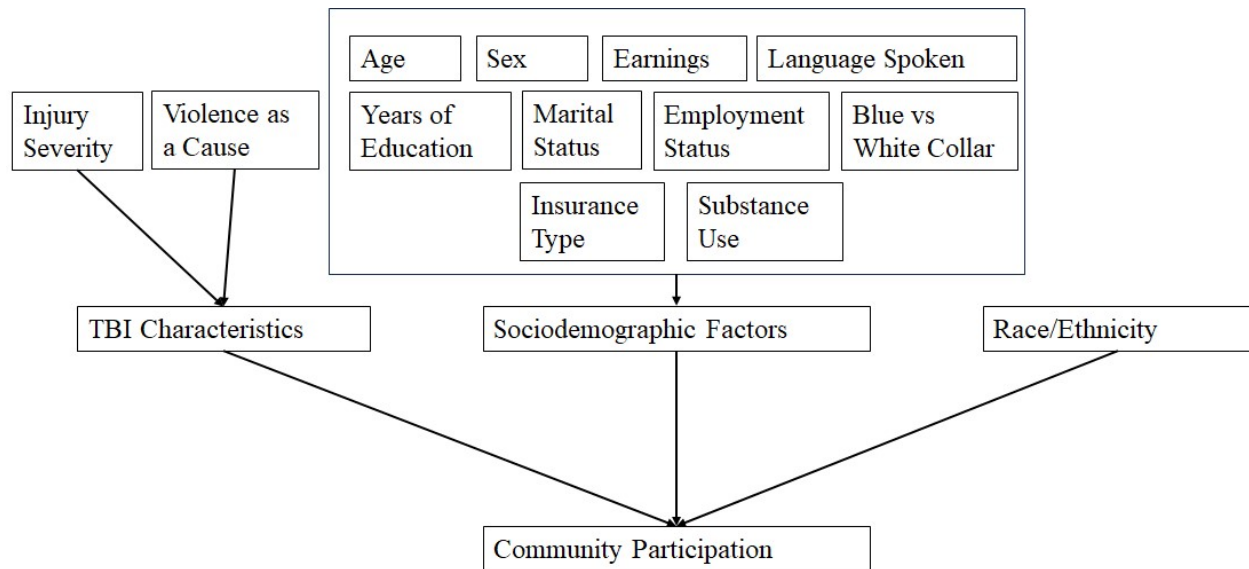 Age
Sex
Earnings
Language Spoken
Injury
Severity
Violence as
a Cause
Years of
Education
Marital
Status
Employment
Status
Blue vs
White Collar
Insurance
Type
Substance
Use
TBI Characteristics
Sociodemographic Factors
Race/Ethnicity
Community Participation